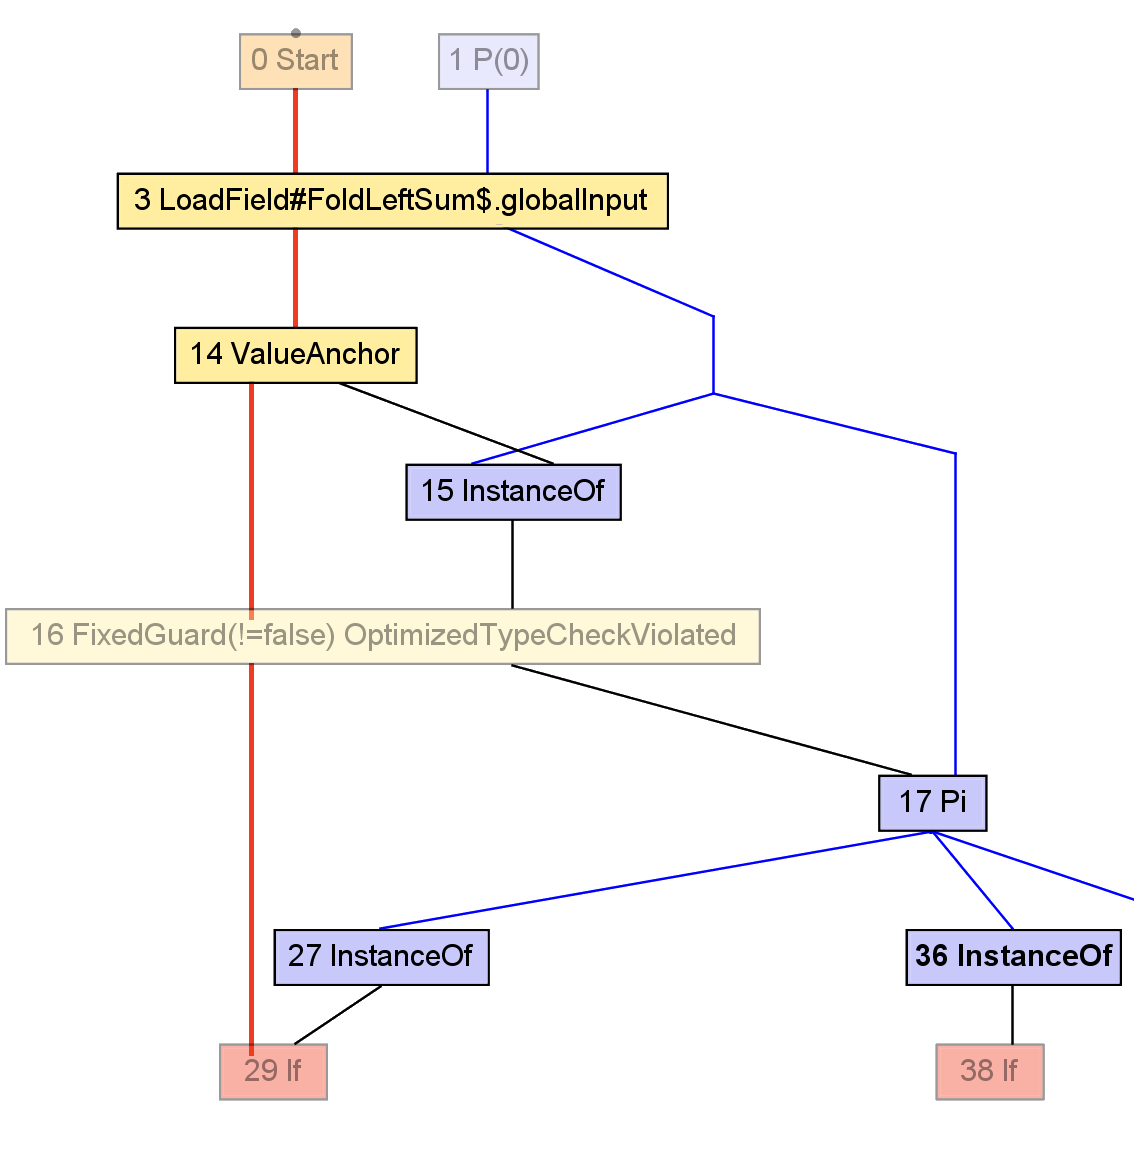 0 Start
1 P(0)
3 LoadField#FoldLeftSum$.globalInput
14 ValueAnchor
15 InstanceOf
16 FixedGuard(!=false) OptimizedTypeCheckViolated
17 Pi
27 InstanceOf
36 InstanceOf
29 If
38 If